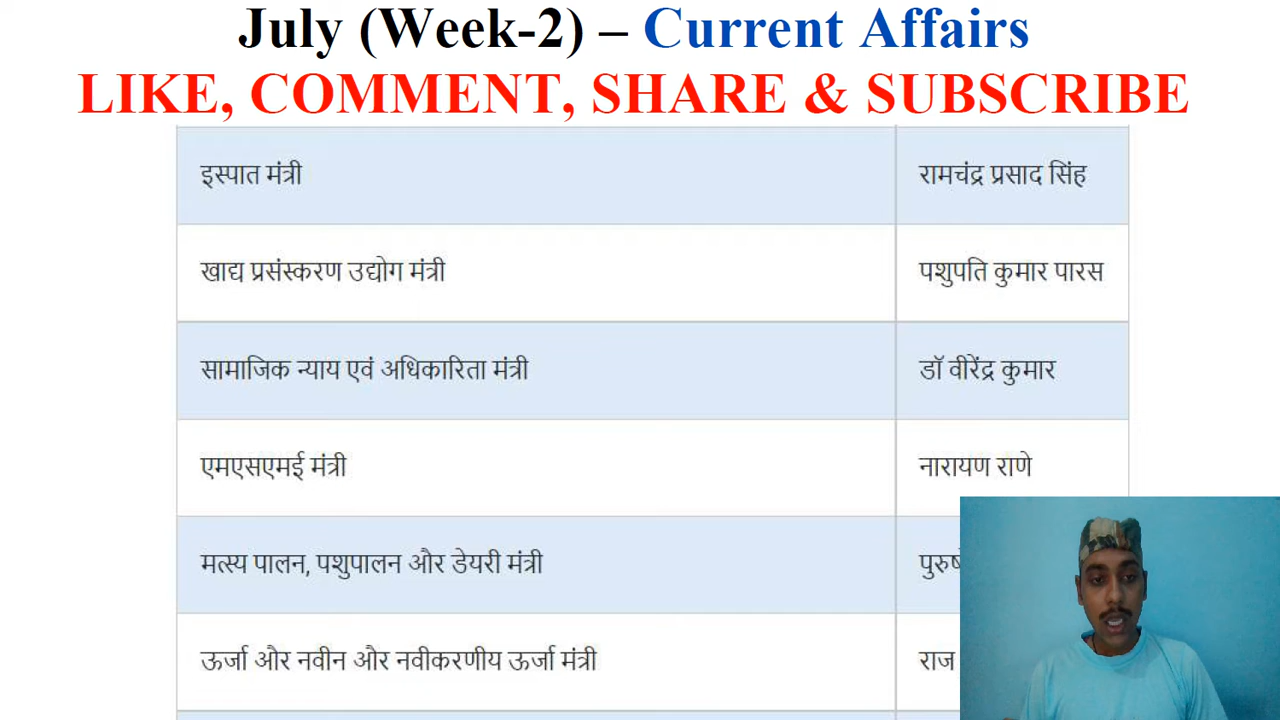 July (Week-2) – Current Affairs
LIKE, COMMENT, SHARE & SUBSCRIBE
इस्पात मंत्री रामचंद्र प्रसाद सिंह
खाद्य प्रसंस्करण उद्योग मंत्री पशुपति कुमार पारस
सामाजिक न्याय एवं अधिकारिता मंत्री डॉ वीरेंद्र कुमार
एमएसएमई मंत्री नारायण राणे
मत्स्य पालन, पशुपालन और डेयरी मंत्री
ऊर्जा और नवीन और नवीकरणीय ऊर्जा मंत्री राज